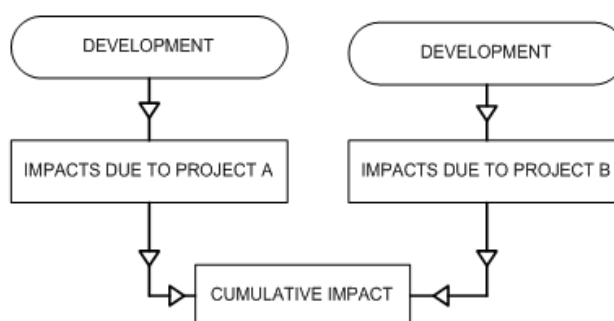 DEVELOPMENT
DEVELOPMENT
IMPACTS DUE TO PROJECT A
IMPACTS DUE TO PROJECT B
CUMULATIVE IMPACT